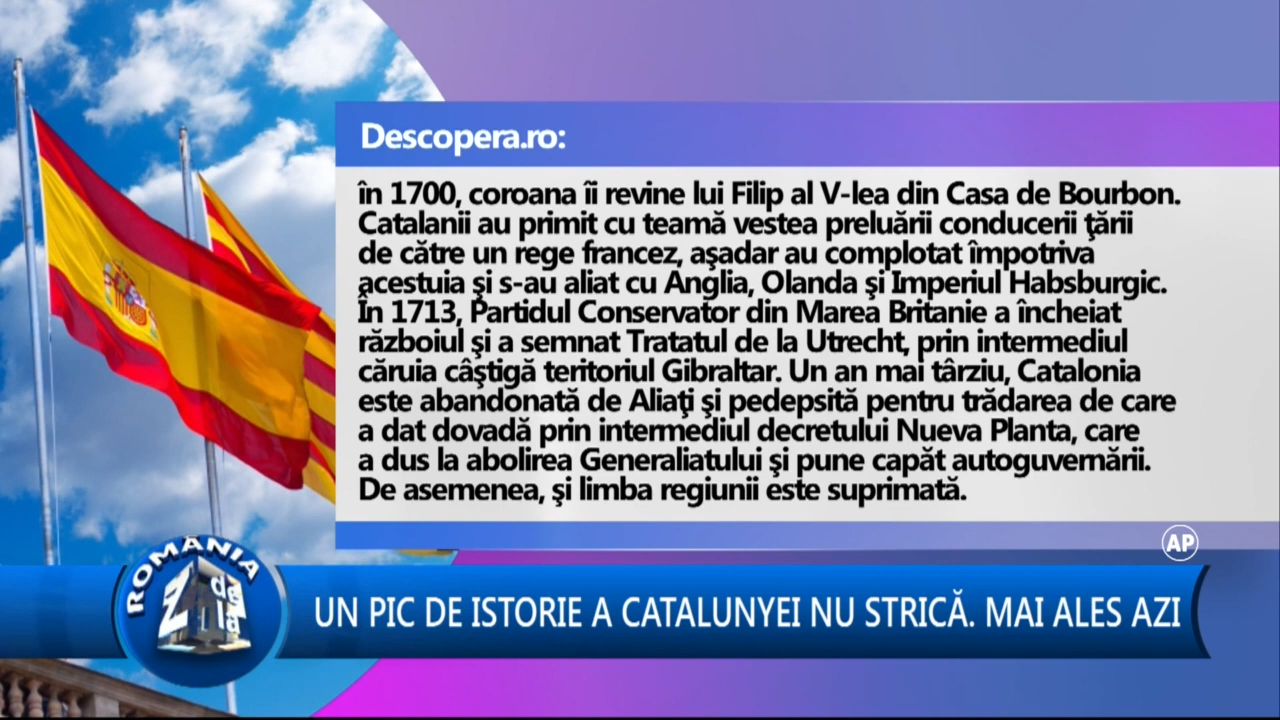 Descopera.ro:
în 1700, coroana îi revine lui Filip al V-lea din Casa de Bourbon.
Catalanii au primit cu teamă vestea preluării conducerii ţării
de către un rege francez, aşadar au complotat împotriva
acestuia şi s-au aliat cu Anglia, Olanda şi Imperiul Habsburgic.
În 1713, Partidul Conservator din Marea Britanie a încheiat
războiul şi a semnat Tratatul de la Utrecht, prin intermediul
căruia câştigă teritoriul Gibraltar. Un an mai târziu, Catalonia
este abandonată de Aliaţi şi pedepsită pentru trădarea de care
a dat dovadă prin intermediul decretului Nueva Planta, care
a dus la abolirea Generaliatului şi pune capăt autoguvernării.
De asemenea, şi limba regiunii este suprimată.
AP
ROMÂNIA
Z de la
UN PIC DE ISTORIE A CATALUNYEI NU STRICĂ. MAI ALES AZI